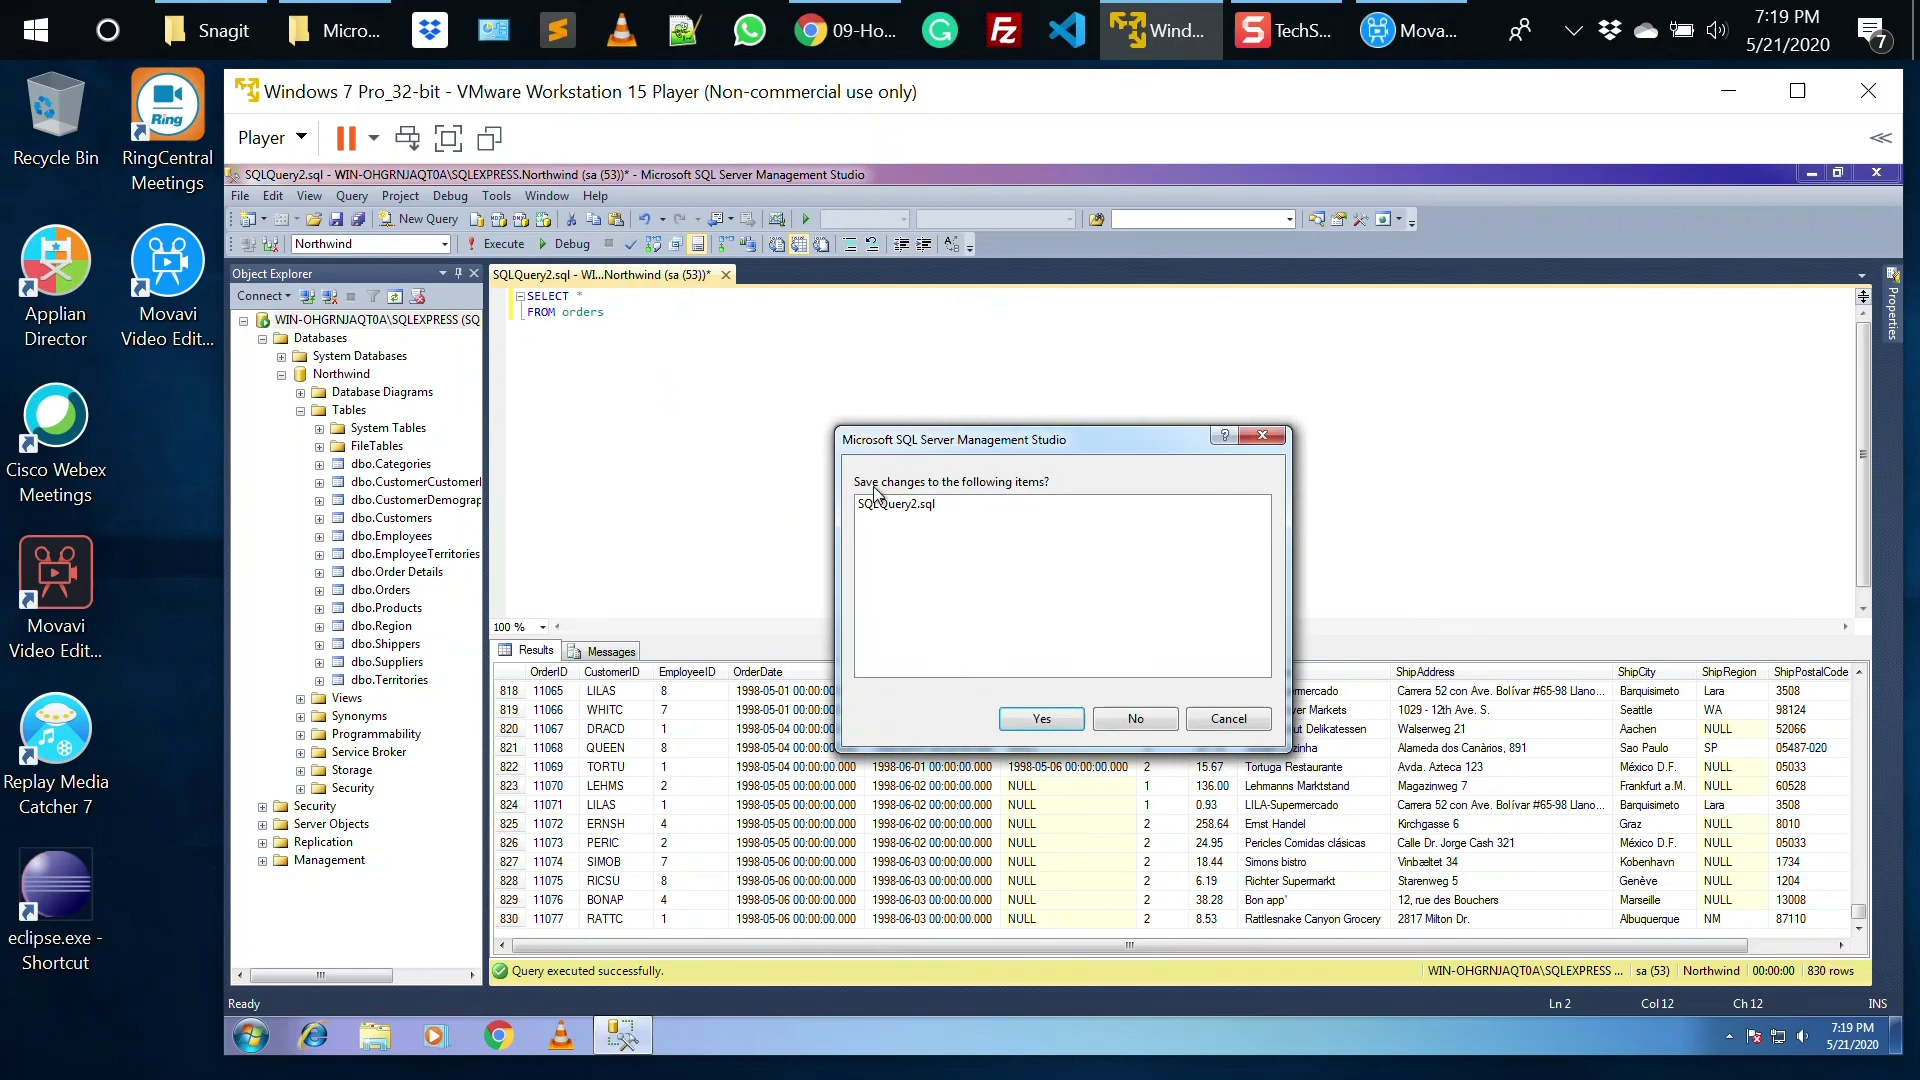 Snagit
Micro...
09-Ho...
Wind...
TechS...
Mova...
7:19 PM
5/21/2020
7
Recycle Bin
Ring
RingCentral
Meetings
Applian
Director
Movavi
Video Edit...
Cisco Webex
Meetings
Movavi
Video Edit...
Replay Media
Catcher 7
eclipse.exe -
Shortcut
Windows 7 Pro_32-bit - VMware Workstation 15 Player (Non-commercial use only)
Player
SQLQuery2.sql - WIN-OHGRNJAQT0A\SQLEXPRESS.Northwind (sa (53))* - Microsoft SQL Server Management Studio
File Edit View Query Project Debug Tools Window Help
New Query
Northwind
Execute Debug
Object Explorer
Connect
WIN-OHGRNJAQT0A\SQLEXPRESS (SQ
Databases
System Databases
Northwind
Database Diagrams
Tables
System Tables
FileTables
dbo.Categories
dbo.CustomerCustomerl
dbo.CustomerDemograp
dbo.Customers
dbo.Employees
dbo.EmployeeTerritories
dbo.Order Details
dbo.Orders
dbo.Products
dbo.Region
dbo.Shippers
dbo.Suppliers
dbo.Territories
Views
Synonyms
Programmability
Service Broker
Storage
Security
Security
Server Objects
Replication
Management
SQLQuery2.sql - WI...Northwind (sa (53))*
SELECT *
FROM orders
Properties
Microsoft SQL Server Management Studio
Save changes to the following items?
SQLQuery2.sql
Yes No Cancel
100 %
Results Messages
OrderID CustomerID EmployeeID OrderDate ShipAddress ShipCity ShipRegion ShipPostalCode
818 11065 LILAS 8 1998-05-01 00:00:00 ermercado Carrera 52 con Ave. Bolívar #65-98 Llano... Barquisimeto Lara 3508
819 11066 WHITC 7 1998-05-01 00:00:00 ver Markets 1029 - 12th Ave. S. Seattle WA 98124
820 11067 DRACD 1 1998-05-04 00:00:00 ut Delikatessen Walserweg 21 Aachen NULL 52066
821 11068 QUEEN 8 1998-05-04 00:00:00 zinha Alameda dos Canàrios, 891 Sao Paulo SP 05487-020
822 11069 TORTU 1 1998-05-04 00:00:00.000 1998-06-01 00:00:00.000 1998-05-06 00:00:00.000 2 15.67 Tortuga Restaurante Avda. Azteca 123 México D.F. NULL 05033
823 11070 LEHMS 2 1998-05-05 00:00:00.000 1998-06-02 00:00:00.000 NULL 1 136.00 Lehmanns Marktstand Magazinweg 7 Frankfurt a.M. NULL 60528
824 11071 LILAS 1 1998-05-05 00:00:00.000 1998-06-02 00:00:00.000 NULL 1 0.93 LILA-Supermercado Carrera 52 con Ave. Bolívar #65-98 Llano... Barquisimeto Lara 3508
825 11072 ERNSH 4 1998-05-05 00:00:00.000 1998-06-02 00:00:00.000 NULL 2 258.64 Ernst Handel Kirchgasse 6 Graz NULL 8010
826 11073 PERIC 2 1998-05-05 00:00:00.000 1998-06-02 00:00:00.000 NULL 2 24.95 Pericles Comidas clásicas Calle Dr. Jorge Cash 321 México D.F. NULL 05033
827 11074 SIMOB 7 1998-05-06 00:00:00.000 1998-06-03 00:00:00.000 NULL 2 18.44 Simons bistro Vinbæltet 34 Kobenhavn NULL 1734
828 11075 RICSU 8 1998-05-06 00:00:00.000 1998-06-03 00:00:00.000 NULL 2 6.19 Richter Supermarkt Starenweg 5 Genève NULL 1204
829 11076 BONAP 4 1998-05-06 00:00:00.000 1998-06-03 00:00:00.000 NULL 2 38.28 Bon app' 12, rue des Bouchers Marseille NULL 13008
830 11077 RATTC 1 1998-05-06 00:00:00.000 1998-06-03 00:00:00.000 NULL 2 8.53 Rattlesnake Canyon Grocery 2817 Milton Dr. Albuquerque NM 87110
Query executed successfully. WIN-OHGRNJAQT0A\SQLEXPRESS ... sa (53) Northwind 00:00:00 830 rows
Ready Ln 2 Col 12 Ch 12 INS
7:19 PM
5/21/2020